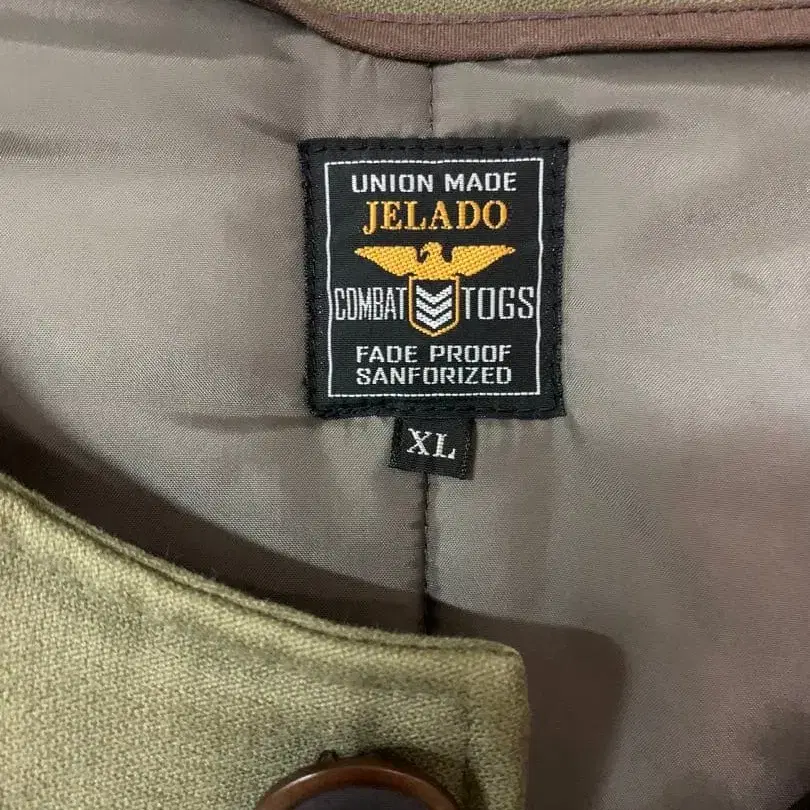 UNION MADE
JELADO
COMBAT TOGS
FADE PROOF
SANFORIZED
XL